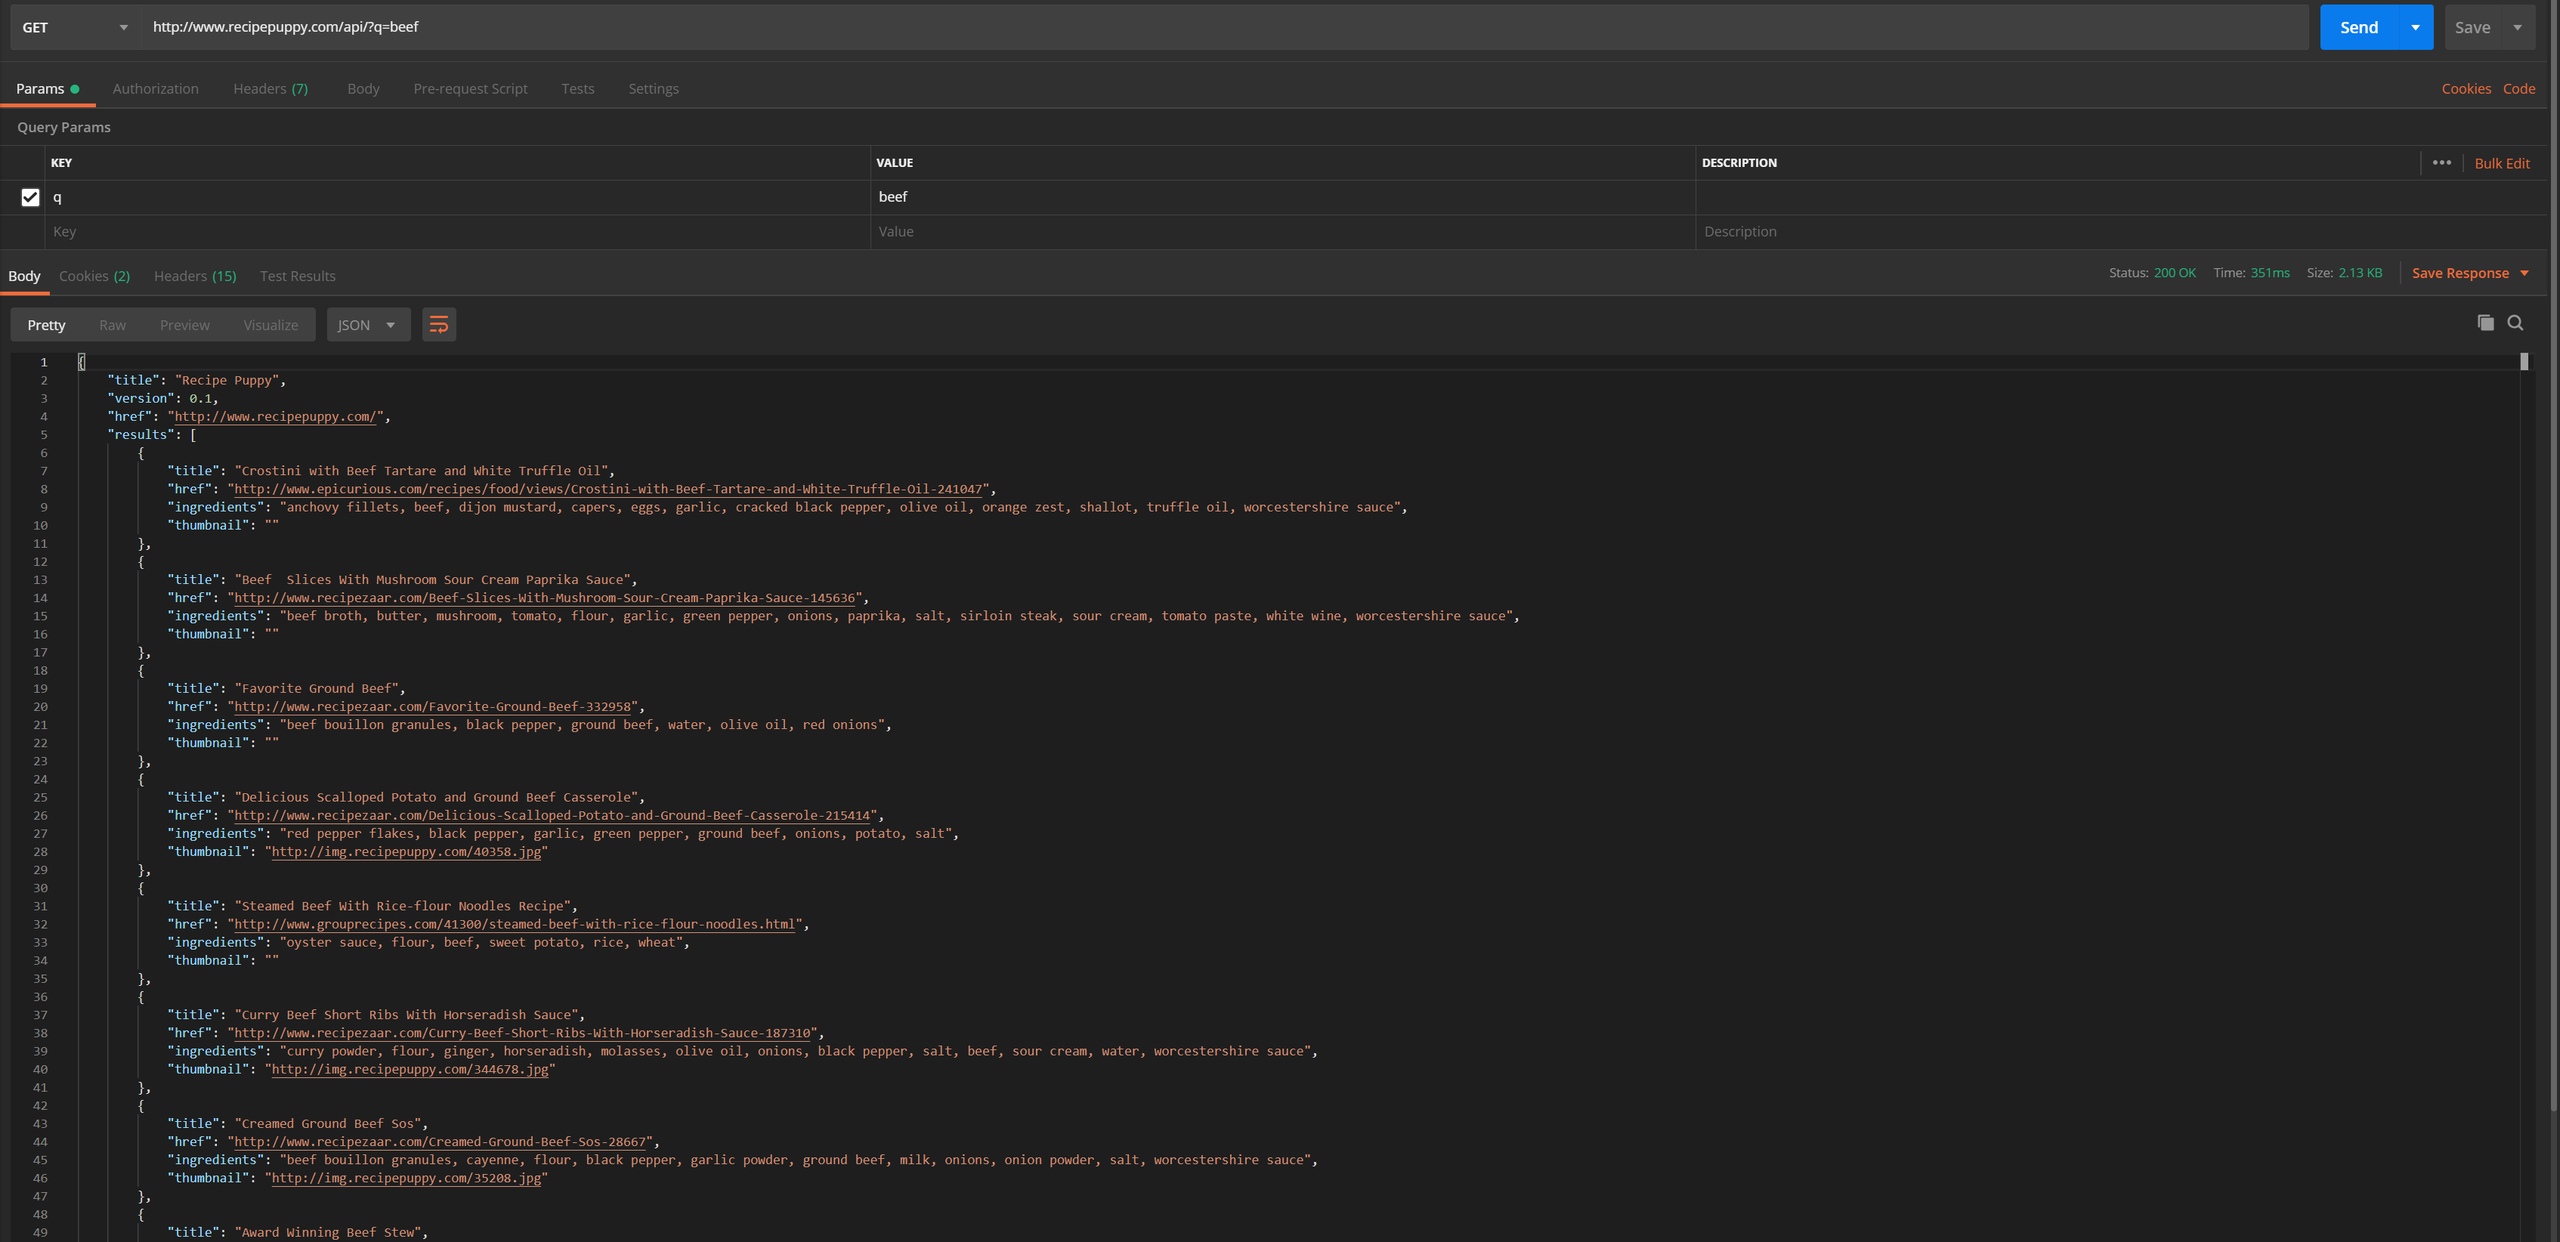 GET http://www.recipepuppy.com/api/?q=beef Send Save
Params Authorization Headers (7) Body Pre-request Script Tests Settings Cookies Code
Query Params
KEY VALUE DESCRIPTION ••• Bulk Edit
q beef
Key Value Description
Body Cookies (2) Headers (15) Test Results Status: 200 OK Time: 351ms Size: 2.13 KB Save Response
Pretty Raw Preview Visualize JSON
1 {
2 "title": "Recipe Puppy",
3 "version": 0.1,
4 "href": "http://www.recipepuppy.com/",
5 "results": [
6 {
7 "title": "Crostini with Beef Tartare and White Truffle Oil",
8 "href": "http://www.epicurious.com/recipes/food/views/Crostini-with-Beef-Tartare-and-White-Truffle-Oil-241047",
9 "ingredients": "anchovy fillets, beef, dijon mustard, capers, eggs, garlic, cracked black pepper, olive oil, orange zest, shallot, truffle oil, worcestershire sauce",
10 "thumbnail": ""
11 },
12 {
13 "title": "Beef  Slices With Mushroom Sour Cream Paprika Sauce",
14 "href": "http://www.recipezaar.com/Beef-Slices-With-Mushroom-Sour-Cream-Paprika-Sauce-145636",
15 "ingredients": "beef broth, butter, mushroom, tomato, flour, garlic, green pepper, onions, paprika, salt, sirloin steak, sour cream, tomato paste, white wine, worcestershire sauce",
16 "thumbnail": ""
17 },
18 {
19 "title": "Favorite Ground Beef",
20 "href": "http://www.recipezaar.com/Favorite-Ground-Beef-332958",
21 "ingredients": "beef bouillon granules, black pepper, ground beef, water, olive oil, red onions",
22 "thumbnail": ""
23 },
24 {
25 "title": "Delicious Scalloped Potato and Ground Beef Casserole",
26 "href": "http://www.recipezaar.com/Delicious-Scalloped-Potato-and-Ground-Beef-Casserole-215414",
27 "ingredients": "red pepper flakes, black pepper, garlic, green pepper, ground beef, onions, potato, salt",
28 "thumbnail": "http://img.recipepuppy.com/40358.jpg"
29 },
30 {
31 "title": "Steamed Beef With Rice-flour Noodles Recipe",
32 "href": "http://www.grouprecipes.com/41300/steamed-beef-with-rice-flour-noodles.html",
33 "ingredients": "oyster sauce, flour, beef, sweet potato, rice, wheat",
34 "thumbnail": ""
35 },
36 {
37 "title": "Curry Beef Short Ribs With Horseradish Sauce",
38 "href": "http://www.recipezaar.com/Curry-Beef-Short-Ribs-With-Horseradish-Sauce-187310",
39 "ingredients": "curry powder, flour, ginger, horseradish, molasses, olive oil, onions, black pepper, salt, beef, sour cream, water, worcestershire sauce",
40 "thumbnail": "http://img.recipepuppy.com/344678.jpg"
41 },
42 {
43 "title": "Creamed Ground Beef Sos",
44 "href": "http://www.recipezaar.com/Creamed-Ground-Beef-Sos-28667",
45 "ingredients": "beef bouillon granules, cayenne, flour, black pepper, garlic powder, ground beef, milk, onions, onion powder, salt, worcestershire sauce",
46 "thumbnail": "http://img.recipepuppy.com/35208.jpg"
47 },
48 {
49 "title": "Award Winning Beef Stew",